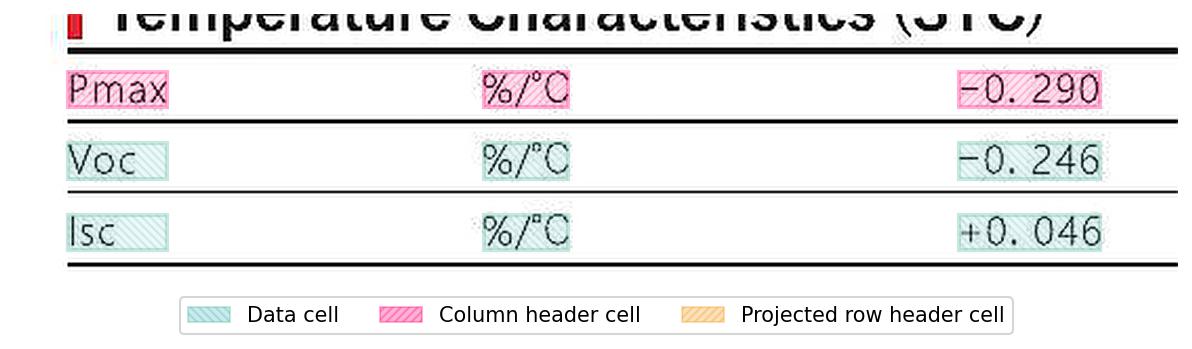 Temperature Characteristics (STC)
Pmax %/°C -0. 290
Voc %/°C -0. 246
Isc %/°C +0. 046
Data cell Column header cell Projected row header cell